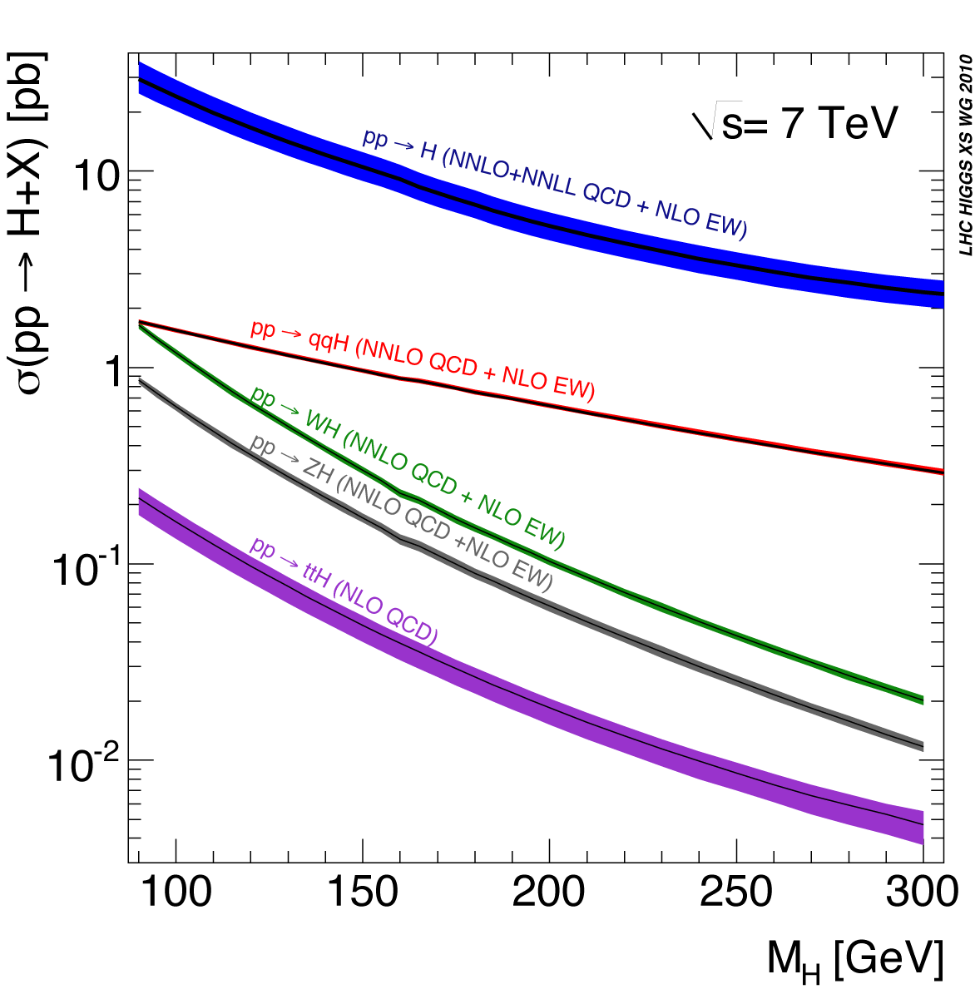 σ(pp → H+X) [pb]
LHC HIGGS XS WG 2010
√s= 7 TeV
pp → H (NNLO+NNLL QCD + NLO EW)
pp → qqH (NNLO QCD + NLO EW)
pp → WH (NNLO QCD + NLO EW)
pp → ZH (NNLO QCD +NLO EW)
pp → ttH (NLO QCD)
10
1
10⁻¹
10⁻²
100 150 200 250 300
M_H [GeV]